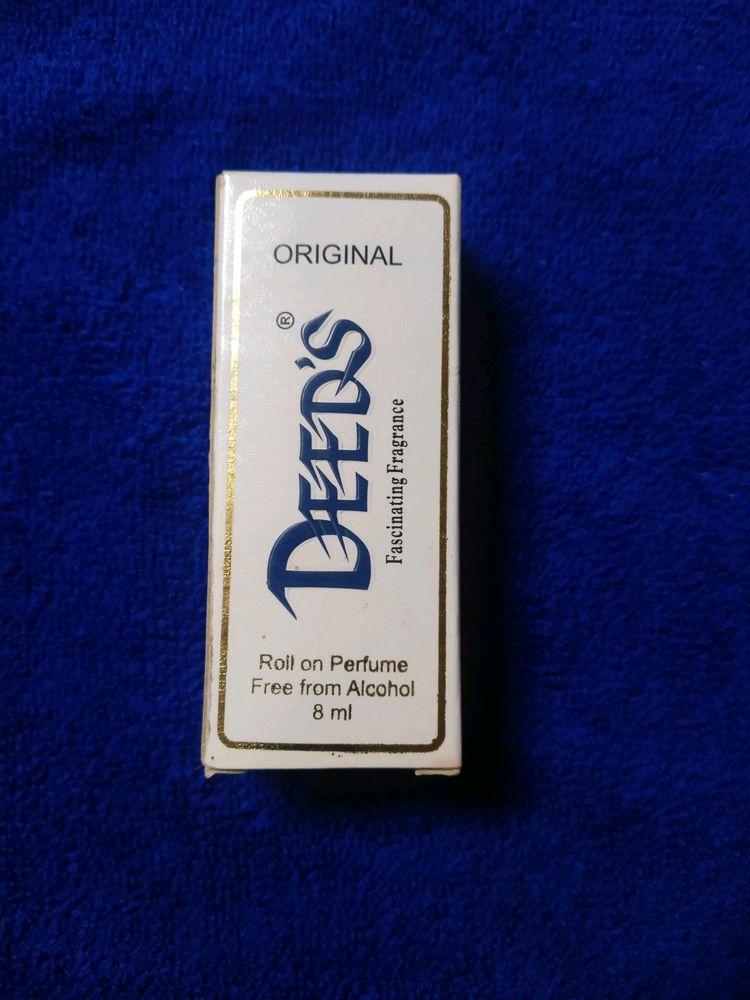 ORIGINAL
DEED'S®
Fascinating Fragrance
Roll on Perfume
Free from Alcohol
8 ml